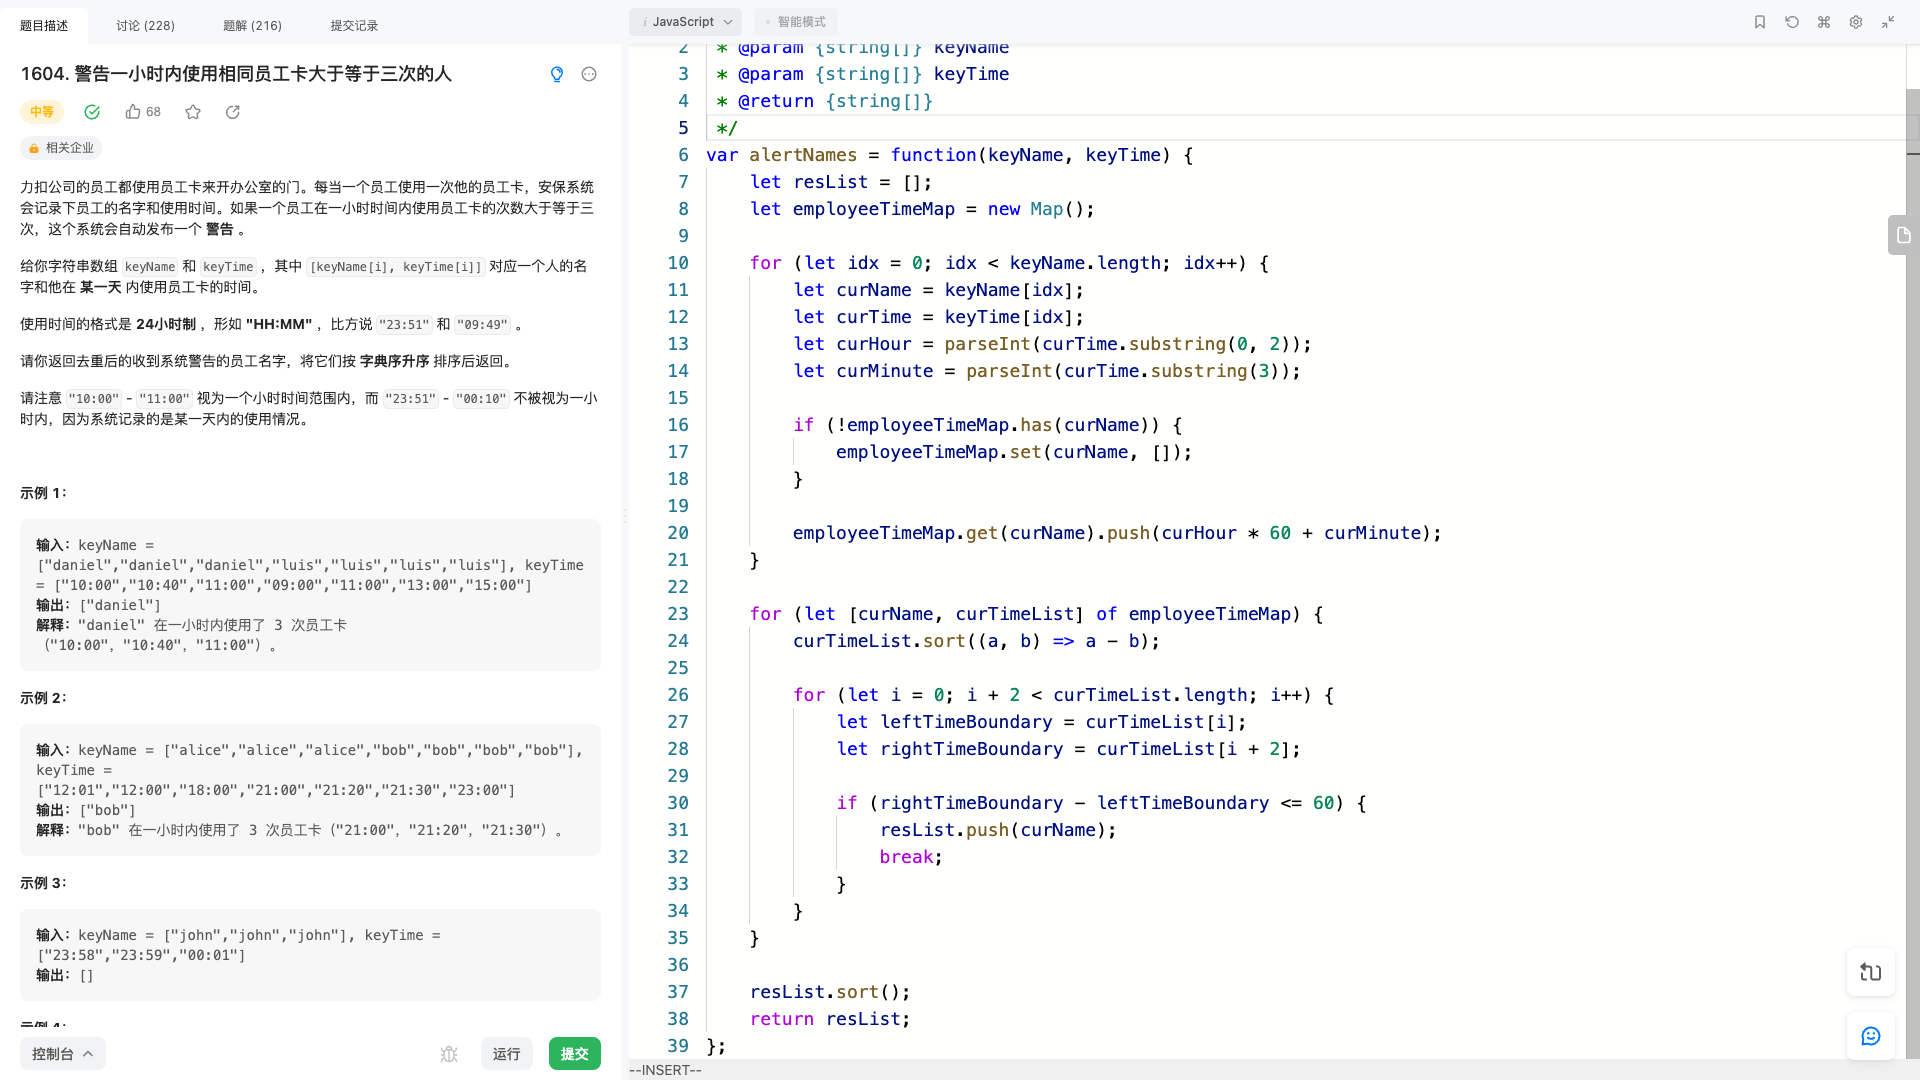 题目描述
讨论 (228)
题解 (216)
提交记录
1604. 警告一小时内使用相同员工卡大于等于三次的人
中等
68
相关企业
力扣公司的员工都使用员工卡来开办公室的门。每当一个员工使用一次他的员工卡，安保系统
会记录下员工的名字和使用时间。如果一个员工在一小时时间内使用员工卡的次数大于等于三
次，这个系统会自动发布一个 警告 。
给你字符串数组 keyName 和 keyTime ，其中 [keyName[i], keyTime[i]] 对应一个人的名
字和他在 某一天 内使用员工卡的时间。
使用时间的格式是 24小时制 ，形如 "HH:MM" ，比方说 "23:51" 和 "09:49" 。
请你返回去重后的收到系统警告的员工名字，将它们按 字典序升序 排序后返回。
请注意 "10:00" - "11:00" 视为一个小时时间范围内，而 "23:51" - "00:10" 不被视为一小
时内，因为系统记录的是某一天内的使用情况。
示例 1：
输入：keyName =
["daniel","daniel","daniel","luis","luis","luis","luis"], keyTime
= ["10:00","10:40","11:00","09:00","11:00","13:00","15:00"]
输出：["daniel"]
解释："daniel" 在一小时内使用了 3 次员工卡
（"10:00"，"10:40"，"11:00"）。
示例 2：
输入：keyName = ["alice","alice","alice","bob","bob","bob","bob"],
keyTime =
["12:01","12:00","18:00","21:00","21:20","21:30","23:00"]
输出：["bob"]
解释："bob" 在一小时内使用了 3 次员工卡（"21:00"，"21:20"，"21:30"）。
示例 3：
输入：keyName = ["john","john","john"], keyTime =
["23:58","23:59","00:01"]
输出：[]
示例 4：
控制台
运行
提交
i JavaScript
智能模式
2 * @param {string[]} keyName
3 * @param {string[]} keyTime
4 * @return {string[]}
5 */
6 var alertNames = function(keyName, keyTime) {
7 let resList = [];
8 let employeeTimeMap = new Map();
9
10 for (let idx = 0; idx < keyName.length; idx++) {
11 let curName = keyName[idx];
12 let curTime = keyTime[idx];
13 let curHour = parseInt(curTime.substring(0, 2));
14 let curMinute = parseInt(curTime.substring(3));
15
16 if (!employeeTimeMap.has(curName)) {
17 employeeTimeMap.set(curName, []);
18 }
19
20 employeeTimeMap.get(curName).push(curHour * 60 + curMinute);
21 }
22
23 for (let [curName, curTimeList] of employeeTimeMap) {
24 curTimeList.sort((a, b) => a - b);
25
26 for (let i = 0; i + 2 < curTimeList.length; i++) {
27 let leftTimeBoundary = curTimeList[i];
28 let rightTimeBoundary = curTimeList[i + 2];
29
30 if (rightTimeBoundary - leftTimeBoundary <= 60) {
31 resList.push(curName);
32 break;
33 }
34 }
35 }
36
37 resList.sort();
38 return resList;
39 };
--INSERT--